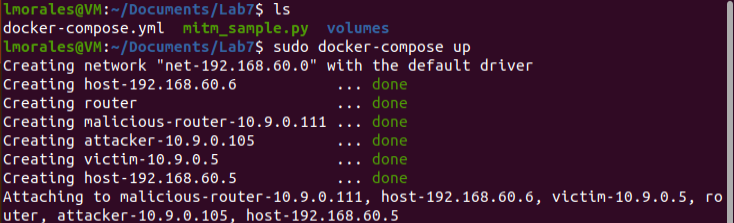 lmorales@VM:~/Documents/Lab7$ ls
docker-compose.yml  mitm_sample.py  volumes
lmorales@VM:~/Documents/Lab7$ sudo docker-compose up
Creating network "net-192.168.60.0" with the default driver
Creating host-192.168.60.6           ... done
Creating router                      ... done
Creating malicious-router-10.9.0.111 ... done
Creating attacker-10.9.0.105         ... done
Creating victim-10.9.0.5             ... done
Creating host-192.168.60.5           ... done
Attaching to malicious-router-10.9.0.111, host-192.168.60.6, victim-10.9.0.5, ro
uter, attacker-10.9.0.105, host-192.168.60.5